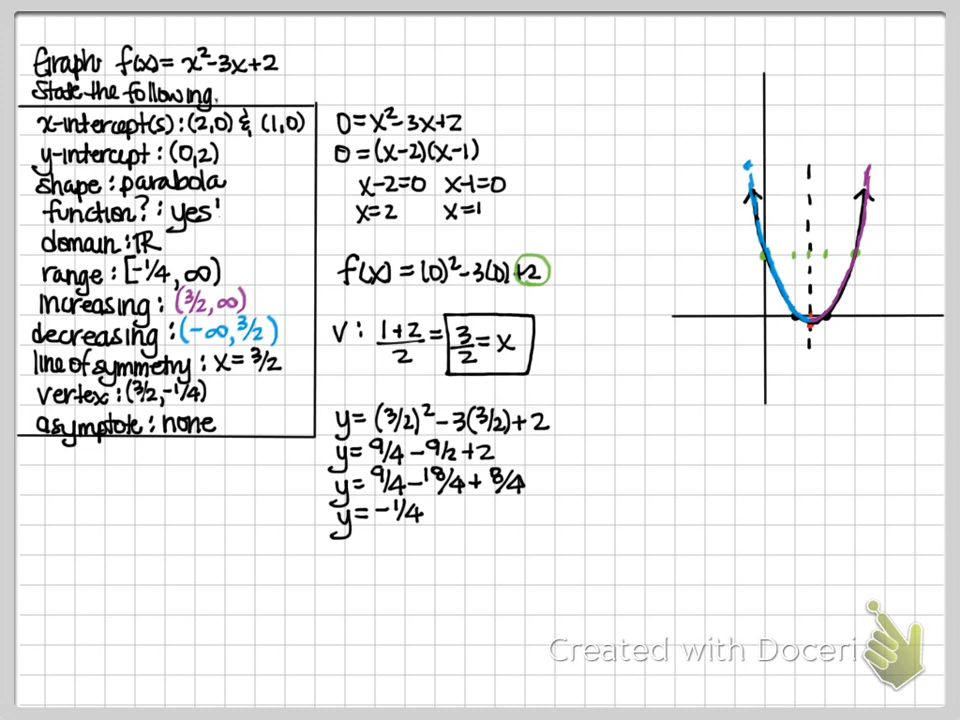 Graph: f(x) = x²-3x+2
State the following.
x-intercept(s): (2,0) & (1,0)
y-intercept: (0,2)
shape: parabola
function?: yes!
domain: ℝ
range: [-1/4, ∞)
increasing: (3/2, ∞)
decreasing: (-∞, 3/2)
line of symmetry: x = 3/2
vertex: (3/2, -1/4)
asymptote: none
0 = x²-3x+2
0 = (x-2)(x-1)
x-2=0 x-1=0
x=2 x=1
f(x) = (0)² - 3(0) +2
V: 1+2/2 = 3/2 = x
y = (3/2)² - 3(3/2) + 2
y = 9/4 - 9/2 + 2
y = 9/4 - 18/4 + 8/4
y = -1/4
Created with Doceri